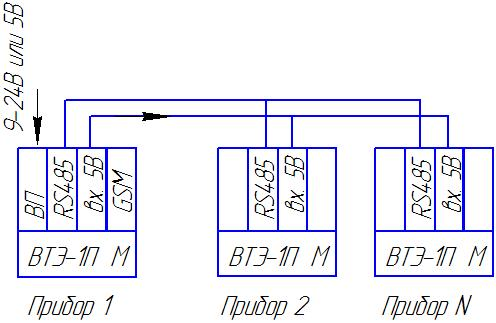 9-24В или 5В
ВП
RS485
вх. 5В
GSM
ВТЭ-1П М
Прибор 1
RS485
вх. 5В
ВТЭ-1П М
Прибор 2
RS485
вх. 5В
ВТЭ-1П М
Прибор N